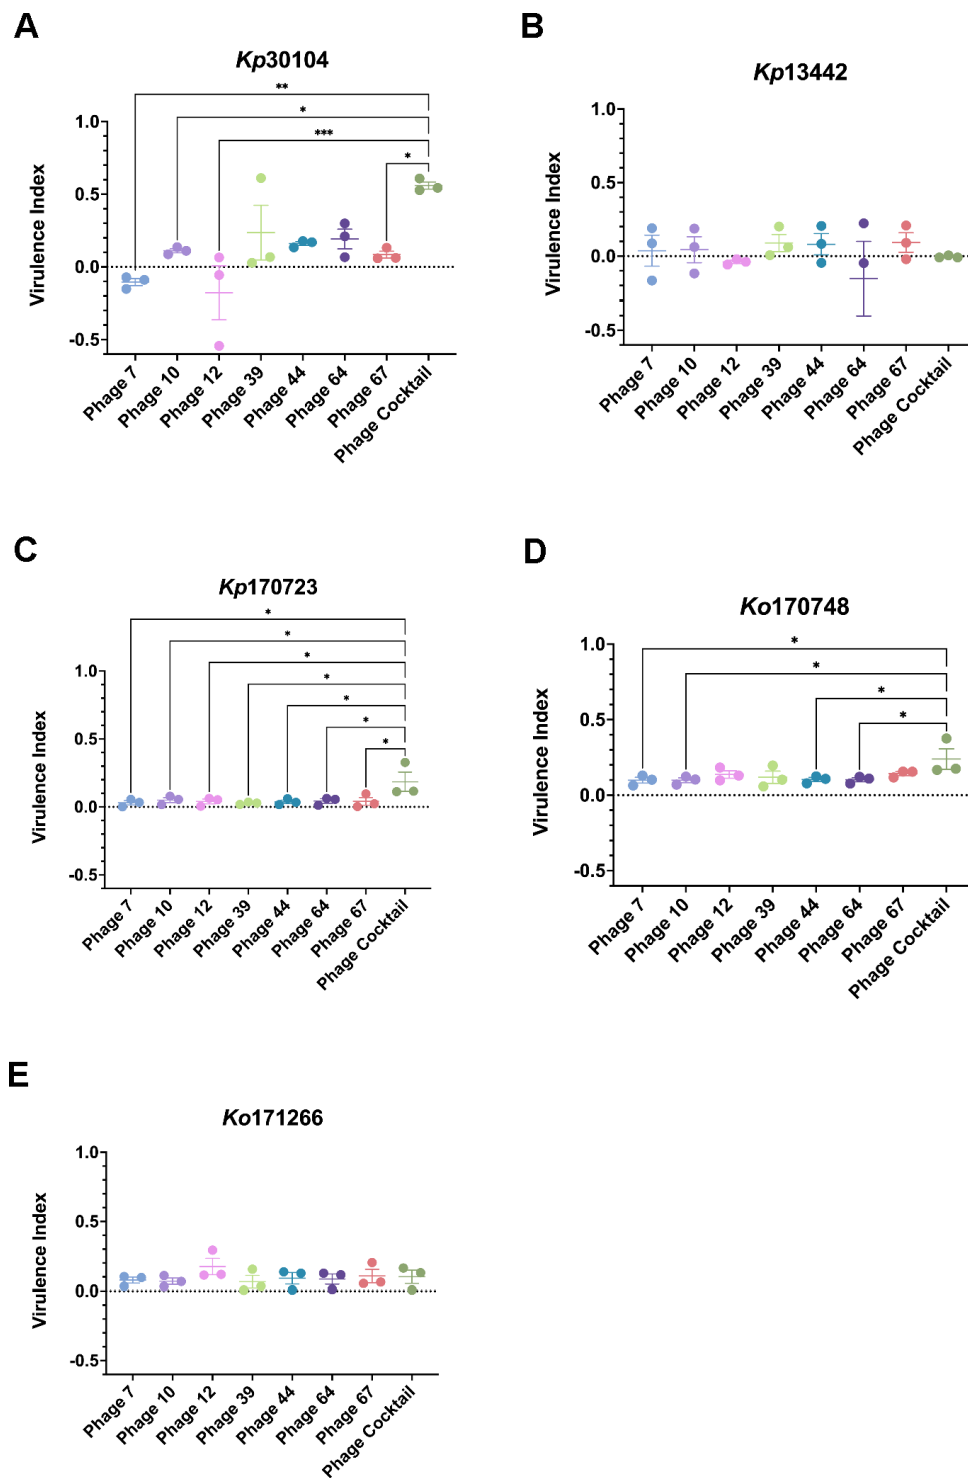 A
Kp30104
**
*
***
*
Virulence Index
1.0
0.5
0.0
-0.5
Phage 7
Phage 10
Phage 12
Phage 39
Phage 44
Phage 64
Phage 67
Phage Cocktail
B
Kp13442
Virulence Index
1.0
0.5
0.0
-0.5
Phage 7
Phage 10
Phage 12
Phage 39
Phage 44
Phage 64
Phage 67
Phage Cocktail
C
Kp170723
*
*
*
*
*
*
*
Virulence Index
1.0
0.5
0.0
-0.5
Phage 7
Phage 10
Phage 12
Phage 39
Phage 44
Phage 64
Phage 67
Phage Cocktail
D
Ko170748
*
*
*
*
Virulence Index
1.0
0.5
0.0
-0.5
Phage 7
Phage 10
Phage 12
Phage 39
Phage 44
Phage 64
Phage 67
Phage Cocktail
E
Ko171266
Virulence Index
1.0
0.5
0.0
-0.5
Phage 7
Phage 10
Phage 12
Phage 39
Phage 44
Phage 64
Phage 67
Phage Cocktail